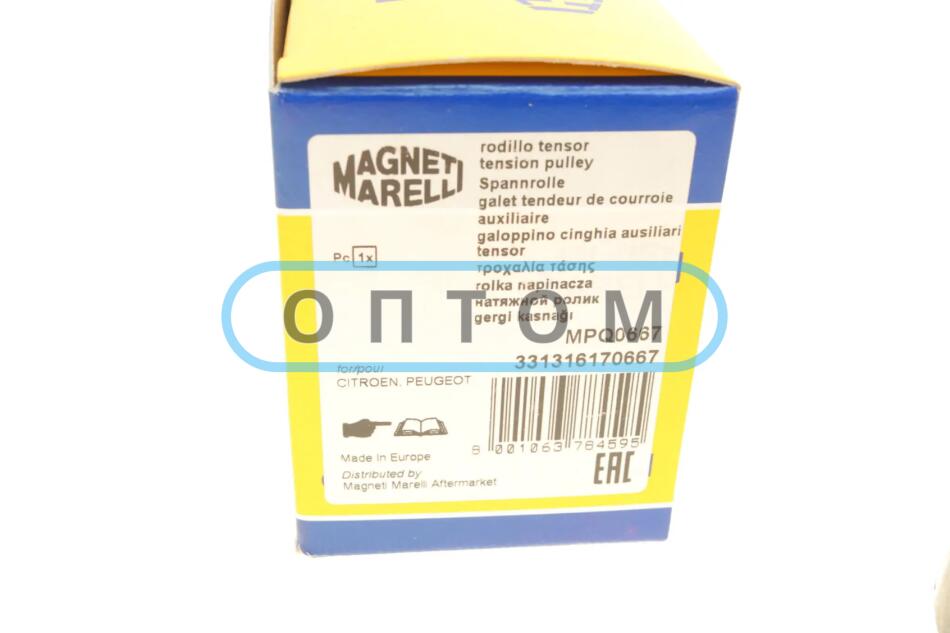 MAGNETI
MARELLI
rodillo tensor
tension pulley
Spannrolle
galet tendeur de courroie
auxiliaire
galoppino cinghia ausiliari
tensor
τροχαλία τάσης
rolka napinacza
натяжной ролик
gergi kasnağı
Pc 1x
ОПТОМ
MPQ0667
331316170667
for/pour
CITROEN, PEUGEOT
8 001063 784595
Made In Europe
EAC
Distributed by
Magneti Marelli Aftermarket